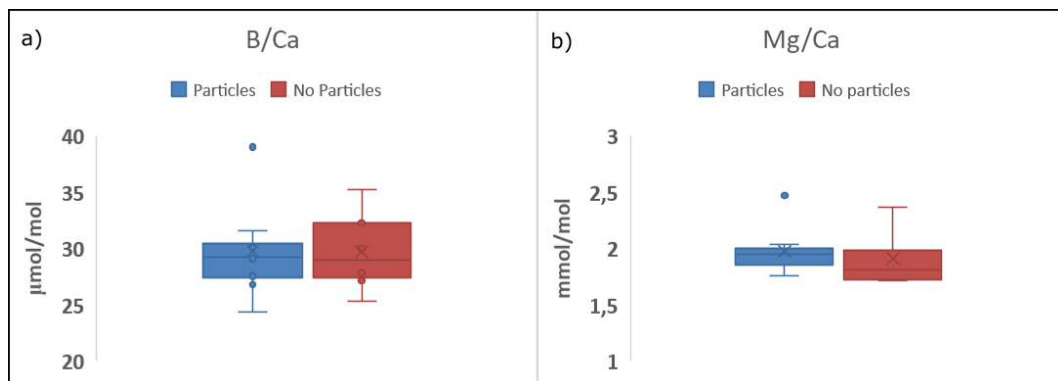 a)
B/Ca
Particles No Particles
40
35
30
25
20
μmol/mol
b)
Mg/Ca
Particles No particles
3
2,5
2
1,5
1
mmol/mol